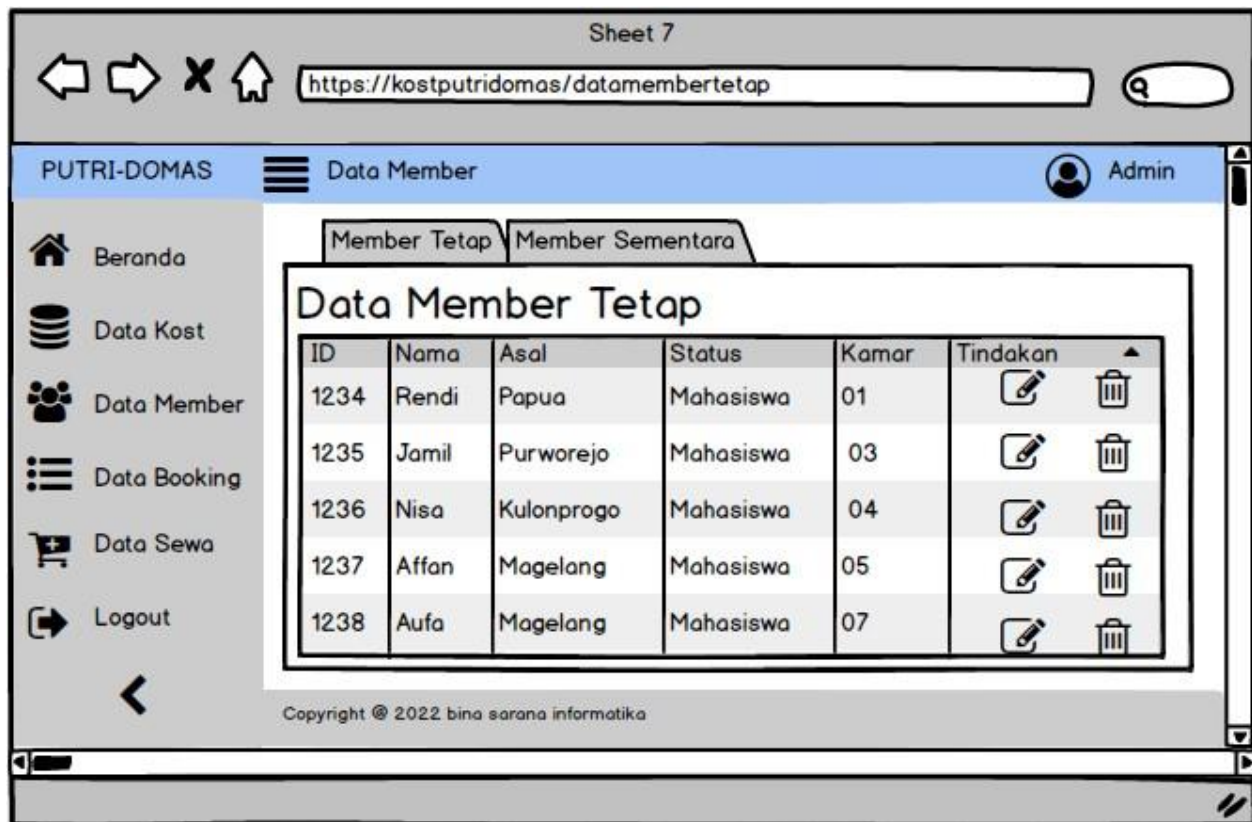 Sheet 7
https://kostputridomas/datamembertetap
PUTRI-DOMAS Data Member Admin
Beranda
Data Kost
Data Member
Data Booking
Data Sewa
Logout
Member Tetap Member Sementara
Data Member Tetap
ID Nama Asal Status Kamar Tindakan
1234 Rendi Papua Mahasiswa 01
1235 Jamil Purworejo Mahasiswa 03
1236 Nisa Kulonprogo Mahasiswa 04
1237 Affan Magelang Mahasiswa 05
1238 Aufa Magelang Mahasiswa 07
Copyright @ 2022 bina sarana informatika